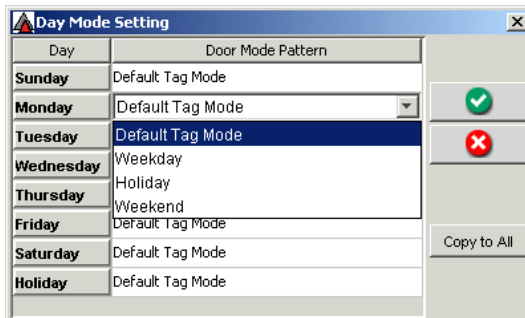 Day Mode Setting
Day Door Mode Pattern
Sunday Default Tag Mode
Monday Default Tag Mode
Tuesday Default Tag Mode
Wednesday Weekday
Thursday Holiday
Weekend
Friday Default Tag Mode
Saturday Default Tag Mode
Copy to All
Holiday Default Tag Mode